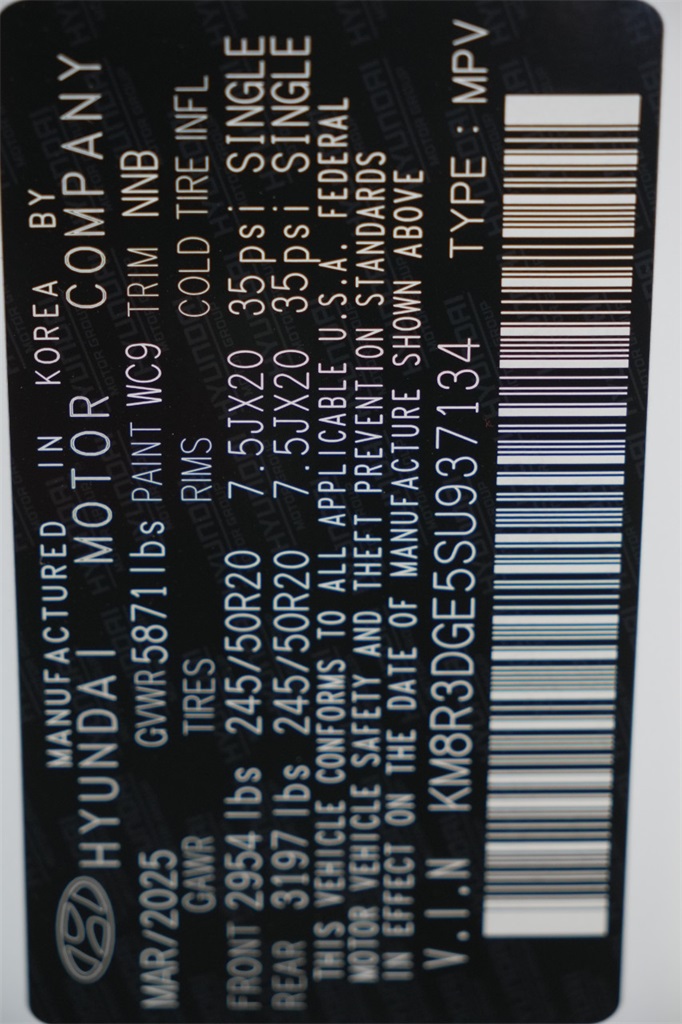 MANUFACTURED IN KOREA BY
HYUNDAI MOTOR COMPANY
MAR/2025 GVWR 5871 lbs PAINT WC9 TRIM NNB
GAWR TIRES RIMS COLD TIRE INFL
FRONT 2954 lbs 245/50R20 7.5JX20 35psi SINGLE
REAR 3197 lbs 245/50R20 7.5JX20 35psi SINGLE
THIS VEHICLE CONFORMS TO ALL APPLICABLE U.S.A. FEDERAL
MOTOR VEHICLE SAFETY AND THEFT PREVENTION STANDARDS
IN EFFECT ON THE DATE OF MANUFACTURE SHOWN ABOVE
V.I.N KM8R3DGE5SU937134 TYPE : MPV